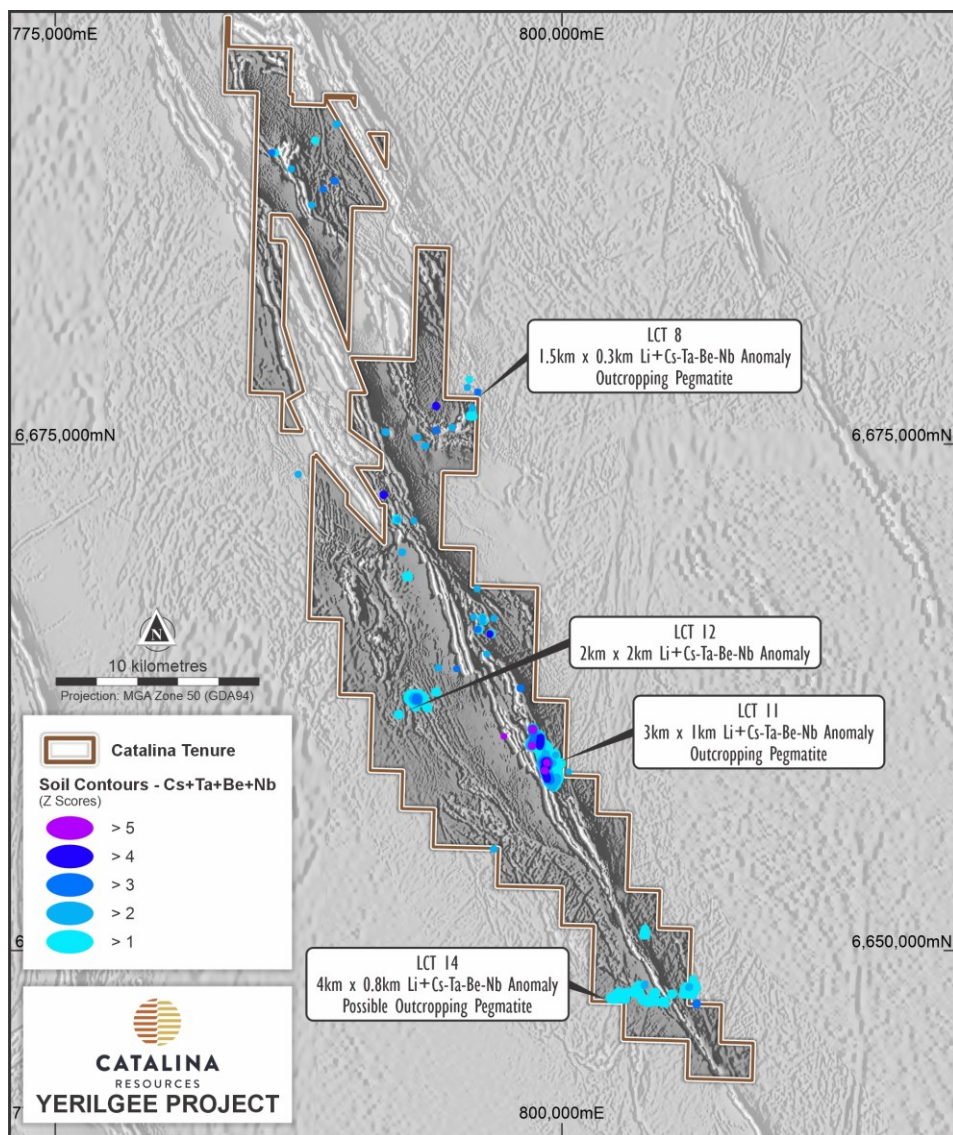 775,000mE
800,000mE
LCT 8
1.5km x 0.3km Li+Cs-Ta-Be-Nb Anomaly
Outcropping Pegmatite
6,675,000mN
6,675,000mN
N
10 kilometres
Projection: MGA Zone 50 (GDA94)
LCT 12
2km x 2km Li+Cs-Ta-Be-Nb Anomaly
LCT 11
3km x 1km Li+Cs-Ta-Be-Nb Anomaly
Outcropping Pegmatite
Catalina Tenure
Soil Contours - Cs+Ta+Be+Nb
(Z Scores)
> 5
> 4
> 3
> 2
> 1
6,650,000mN
LCT 14
4km x 0.8km Li+Cs-Ta-Be-Nb Anomaly
Possible Outcropping Pegmatite
CATALINA
RESOURCES
YERILGEE PROJECT
800,000mE